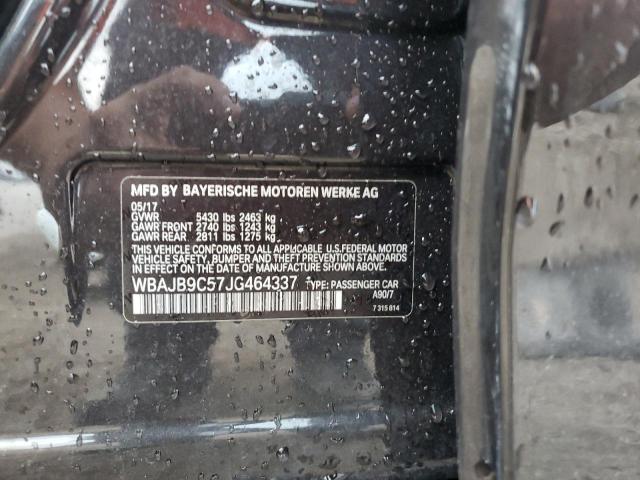 MFD BY BAYERISCHE MOTOREN WERKE AG
05/17
GVWR 5430 lbs 2463 kg
GAWR FRONT 2740 lbs 1243 kg
GAWR REAR 2811 lbs 1275 kg
THIS VEHICLE CONFORMS TO ALL APPLICABLE U.S. FEDERAL MOTOR
VEHICLE SAFETY, BUMPER AND THEFT PREVENTION STANDARDS
IN EFFECT ON THE DATE OF MANUFACTURE SHOWN ABOVE.
WBAJB9C57JG464337 TYPE: PASSENGER CAR
A90/7
7 315 814